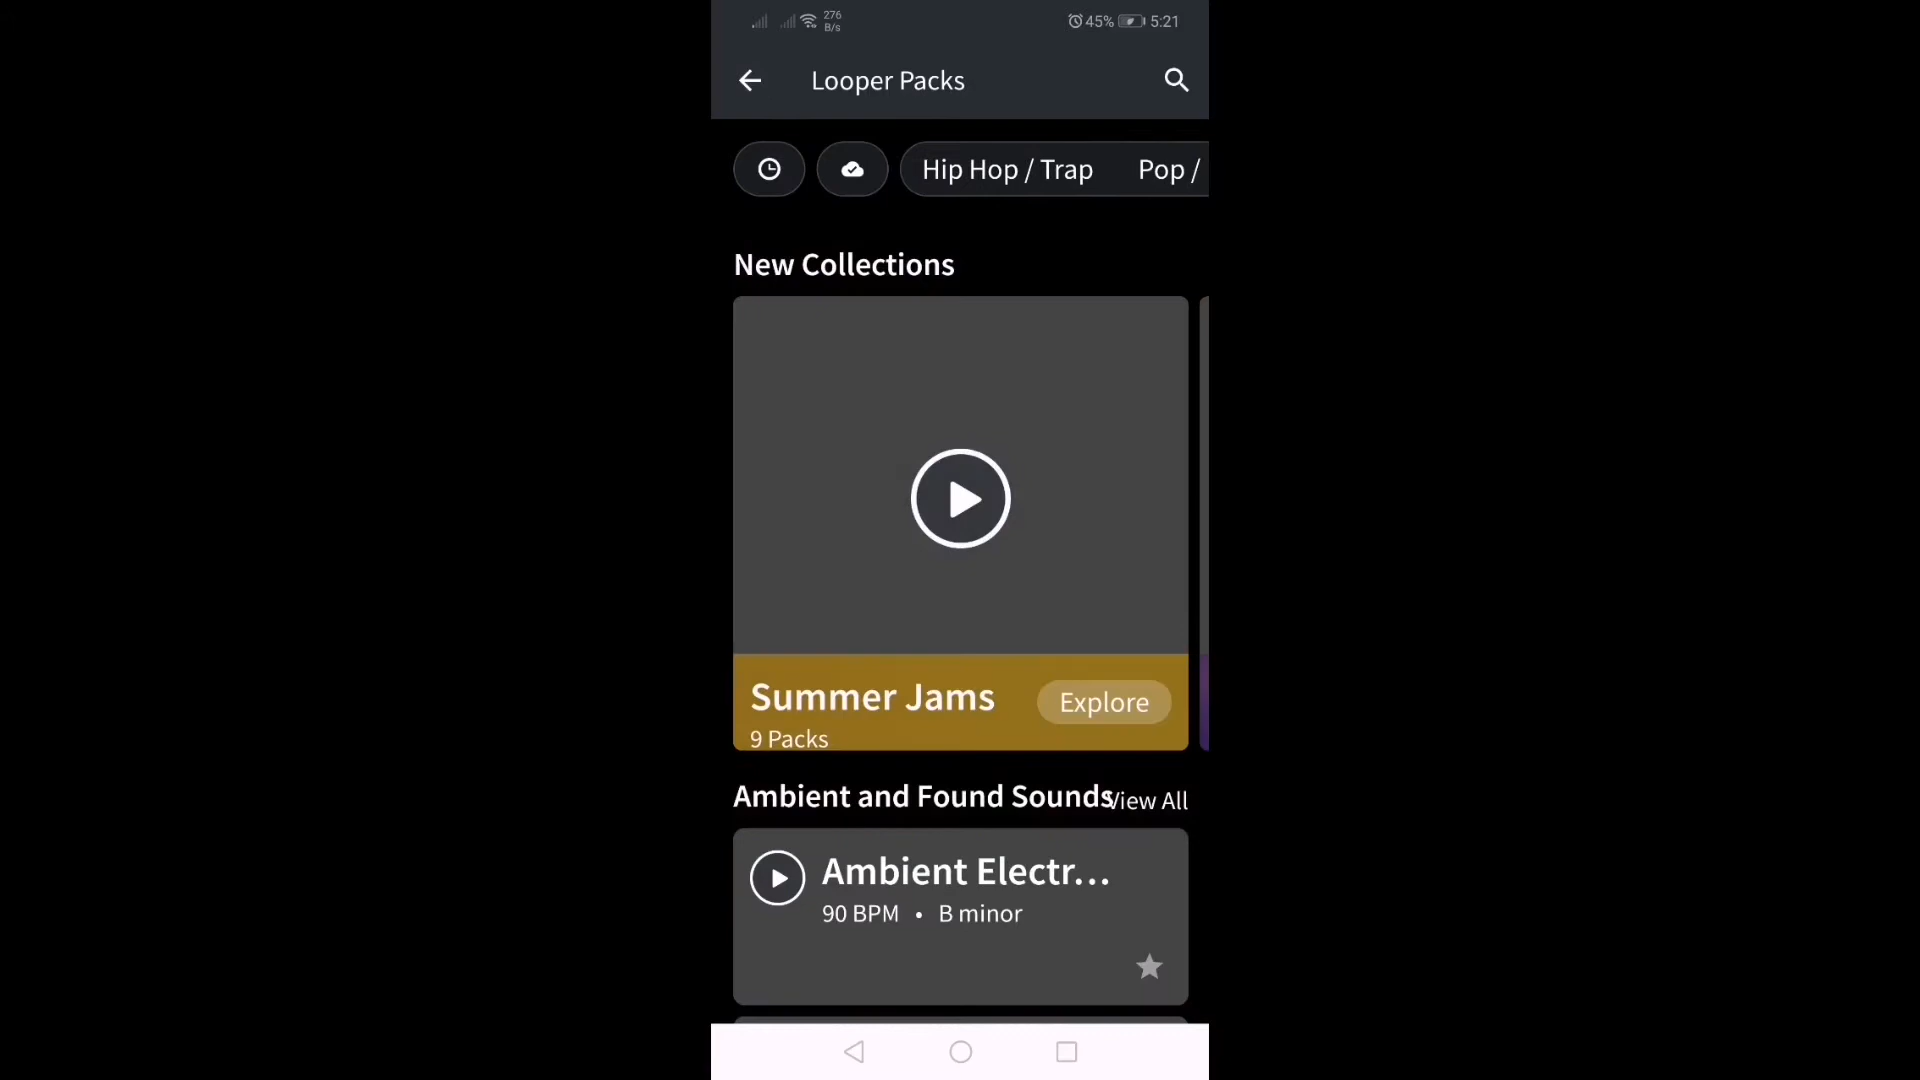 276
B/s
45%
5:21
Looper Packs
Hip Hop / Trap
Pop /
New Collections
Summer Jams
Explore
9 Packs
Ambient and Found Sounds
View All
Ambient Electr...
90 BPM • B minor